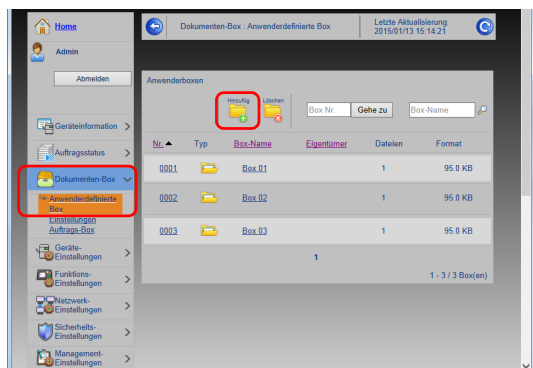 Home
Admin
Abmelden
Geräteinformation
Auftragsstatus
Dokumenten-Box
Anwenderdefinierte
Box
Einstellungen
Auftrags-Box
Geräte-
Einstellungen
Funktions-
Einstellungen
Netzwerk-
Einstellungen
Sicherheits-
Einstellungen
Management-
Einstellungen
Dokumenten-Box : Anwenderdefinierte Box
Letzte Aktualisierung:
2015/01/13 15:14:21
Anwenderboxen
Hinzufüg Löschen
Box Nr. Gehe zu Box-Name
Nr. Typ Box-Name Eigentümer Dateien Format
0001 Box 01 1 95.0 KB
0002 Box 02 1 95.0 KB
0003 Box 03 1 95.0 KB
1
1 - 3 / 3 Box(en)